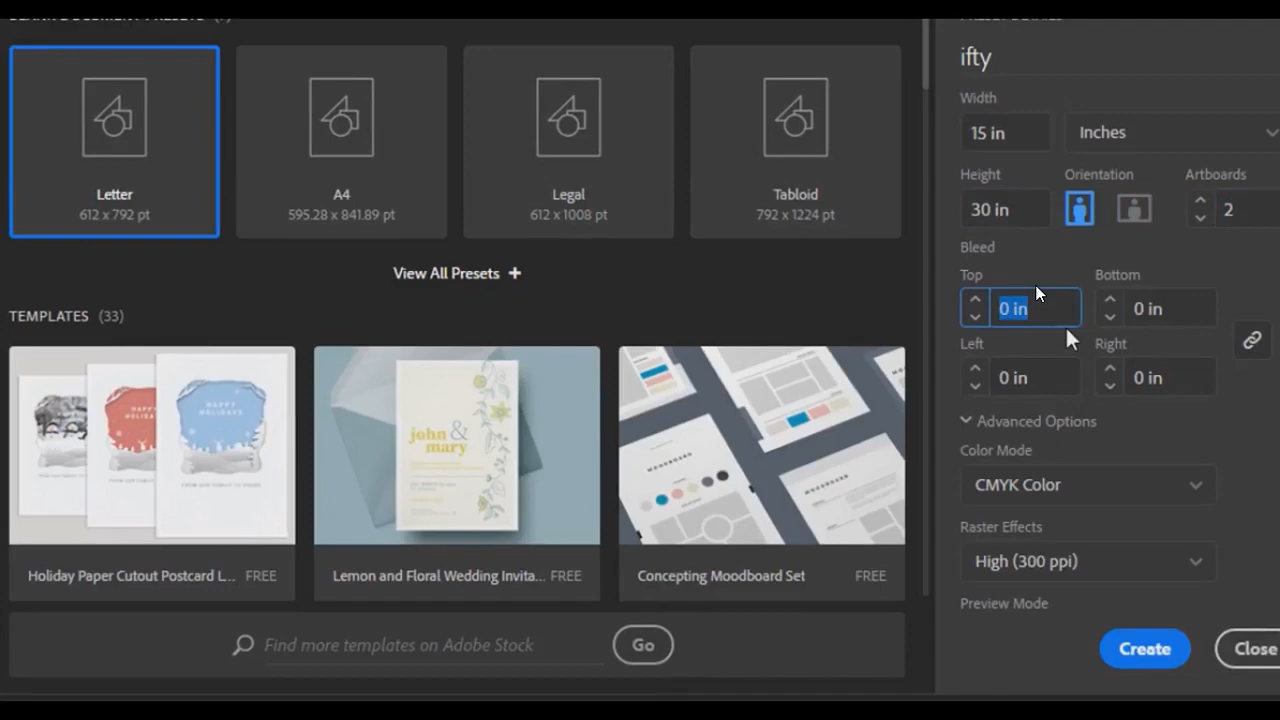 Letter
612 x 792 pt
A4
595.28 x 841.89 pt
Legal
612 x 1008 pt
Tabloid
792 x 1224 pt
View All Presets +
TEMPLATES (33)
HAPPY
john &
mary
MOODBOARD
Holiday Paper Cutout Postcard L... FREE
Lemon and Floral Wedding Invita... FREE
Concepting Moodboard Set FREE
Find more templates on Adobe Stock
Go
ifty
Width
15 in Inches
Height Orientation Artboards
30 in 2
Bleed
Top Bottom
0 in 0 in
Left Right
0 in 0 in
Advanced Options
Color Mode
CMYK Color
Raster Effects
High (300 ppi)
Preview Mode
Create Close